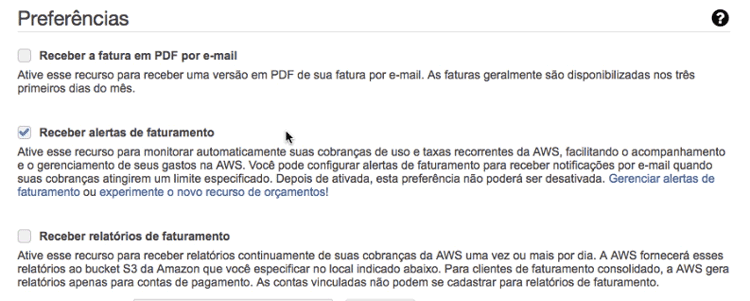 Preferências
?
Receber a fatura em PDF por e-mail
Ative esse recurso para receber uma versão em PDF de sua fatura por e-mail. As faturas geralmente são disponibilizadas nos três
primeiros dias do mês.
Receber alertas de faturamento
Ative esse recurso para monitorar automaticamente suas cobranças de uso e taxas recorrentes da AWS, facilitando o acompanhamento
e o gerenciamento de seus gastos na AWS. Você pode configurar alertas de faturamento para receber notificações por e-mail quando
suas cobranças atingirem um limite especificado. Depois de ativada, esta preferência não poderá ser desativada. Gerenciar alertas de
faturamento ou experimente o novo recurso de orçamentos!
Receber relatórios de faturamento
Ative esse recurso para receber relatórios continuamente de suas cobranças da AWS uma vez ou mais por dia. A AWS fornecerá esses
relatórios ao bucket S3 da Amazon que você especificar no local indicado abaixo. Para clientes de faturamento consolidado, a AWS gera
relatórios apenas para contas de pagamento. As contas vinculadas não podem se cadastrar para relatórios de faturamento.